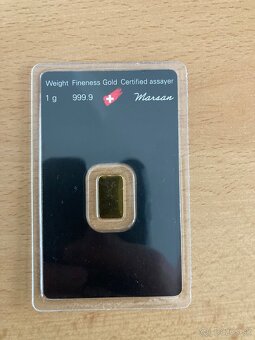 Weight Fineness Gold Certified assayer
1 g 999.9 Marsan